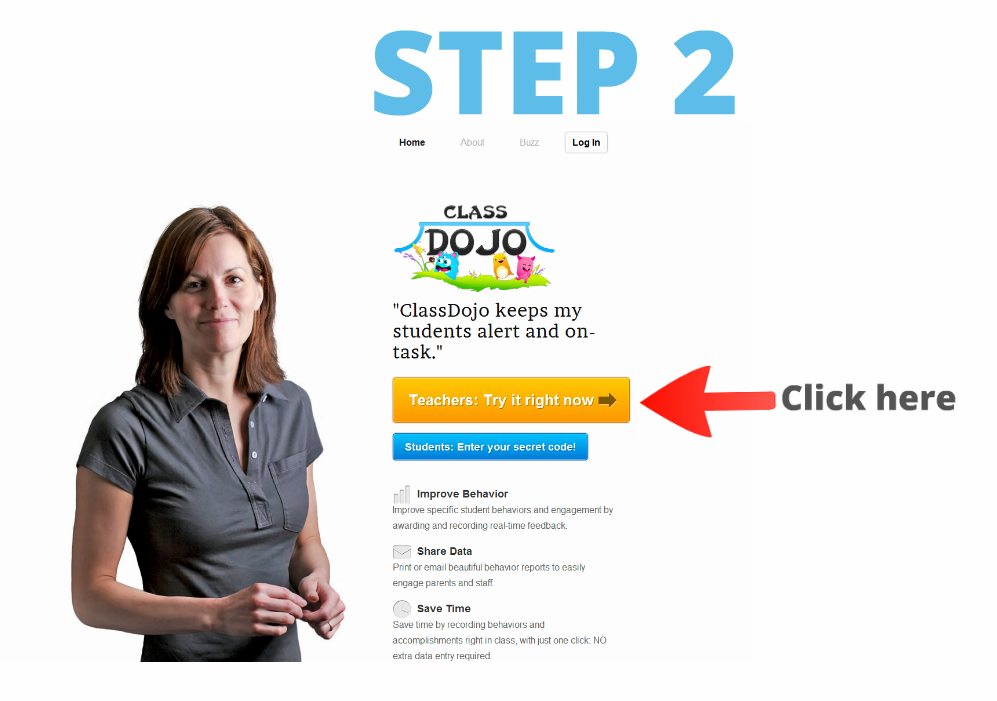 STEP 2
Home About Buzz Log In
CLASS
DOJO
"ClassDojo keeps my
students alert and on-
task."
Teachers: Try it right now
Click here
Students: Enter your secret code!
Improve Behavior
Improve specific student behaviors and engagement by
awarding and recording real-time feedback.
Share Data
Print or email beautiful behavior reports to easily
engage parents and staff.
Save Time
Save time by recording behaviors and
accomplishments right in class, with just one click: NO
extra data entry required.